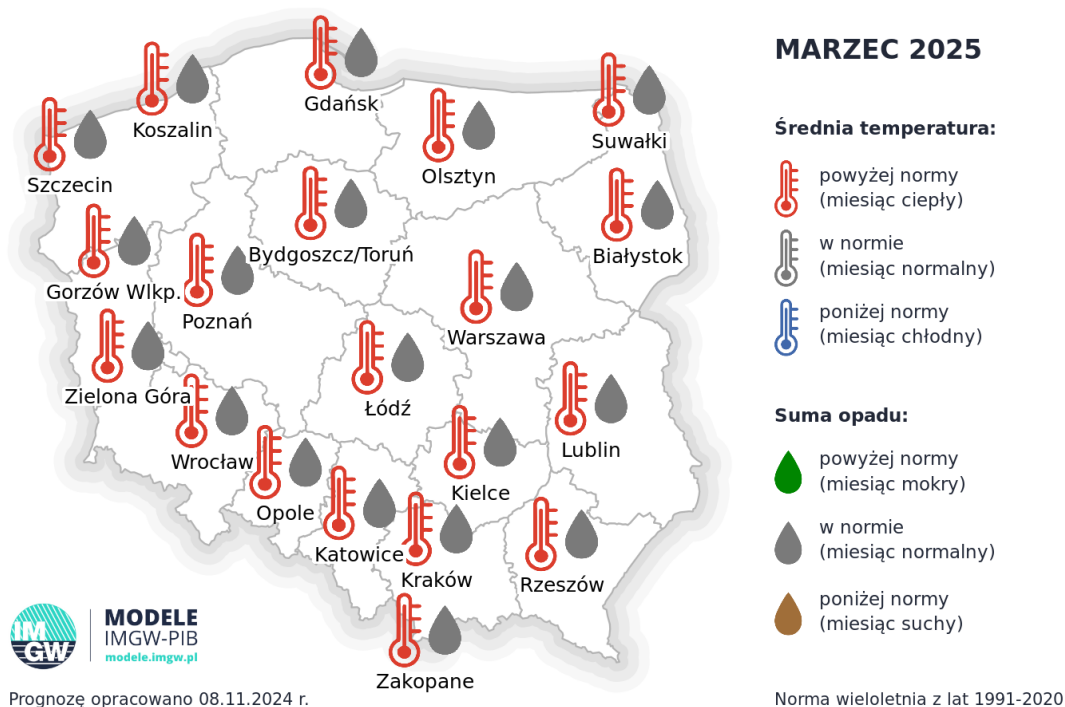 MARZEC 2025
Średnia temperatura:
powyżej normy
(miesiąc ciepły)
w normie
(miesiąc normalny)
poniżej normy
(miesiąc chłodny)
Suma opadu:
powyżej normy
(miesiąc mokry)
w normie
(miesiąc normalny)
poniżej normy
(miesiąc suchy)
Gdańsk
Koszalin
Suwałki
Olsztyn
Szczecin
Bydgoszcz/Toruń
Białystok
Gorzów Wlkp.
Poznań
Warszawa
Zielona Góra
Łódź
Lublin
Wrocław
Kielce
Opole
Katowice
Kraków
Rzeszów
Zakopane
IM
GW
MODELE
IMGW-PIB
modele.imgw.pl
Prognozę opracowano 08.11.2024 r.
Norma wieloletnia z lat 1991-2020